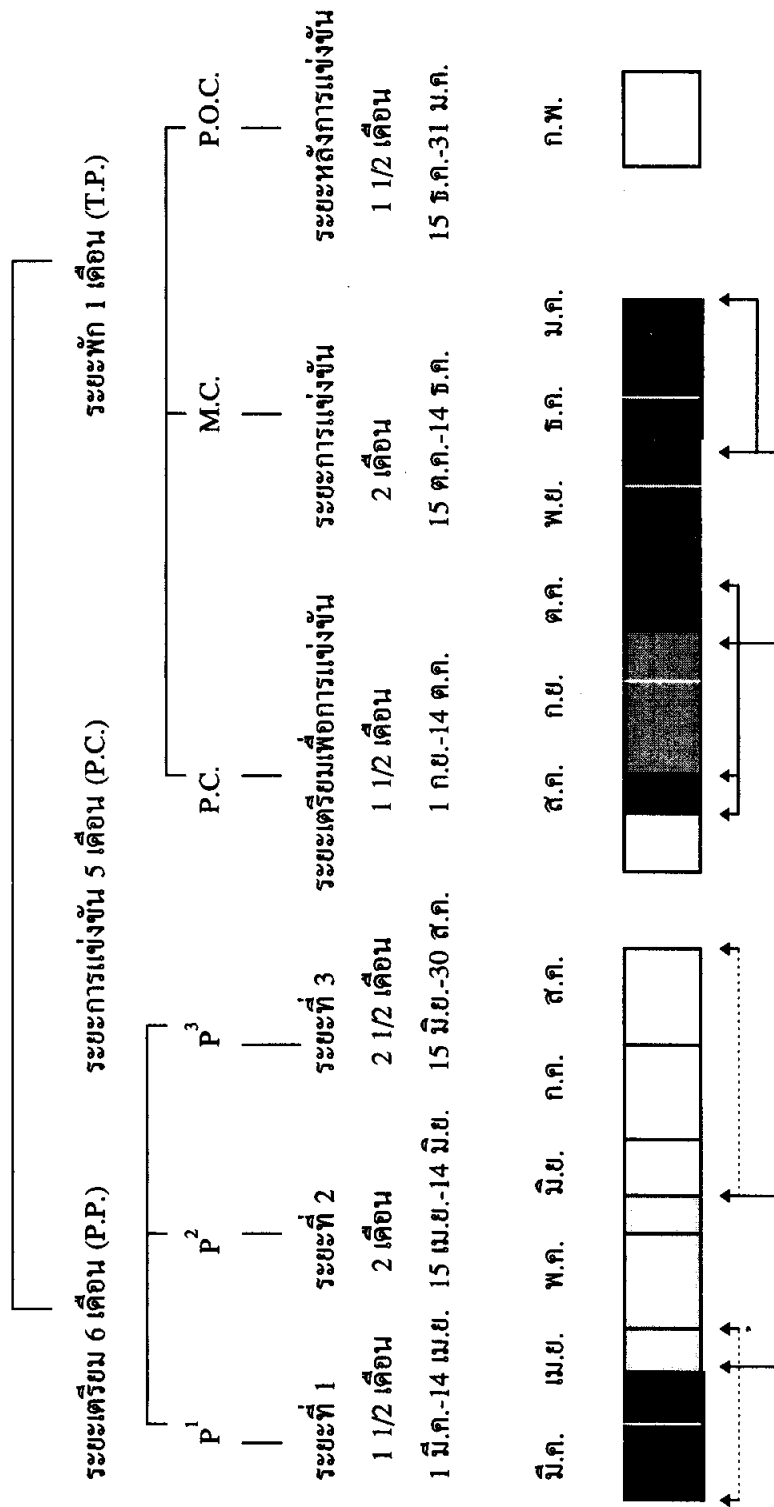 ระยะเตรียม 6 เดือน (P.P.) ระยะการแข่งขัน 5 เดือน (P.C.) ระยะพัก 1 เดือน (T.P.)
P1 P2 P3 P.C. M.C. P.O.C.
ระยะที่ 1 ระยะที่ 2 ระยะที่ 3 ระยะเตรียมเพื่อการแข่งขัน ระยะการแข่งขัน ระยะหลังการแข่งขัน
1 1/2 เดือน 2 เดือน 2 1/2 เดือน 1 1/2 เดือน 2 เดือน 1 1/2 เดือน
1 มี.ค.-14 เม.ย. 15 เม.ย.-14 มิ.ย. 15 มิ.ย.-30 ส.ค. 1 ก.ย.-14 ต.ค. 15 ต.ค.-14 ธ.ค. 15 ธ.ค.-31 ม.ค.
มี.ค. เม.ย. พ.ค. มิ.ย. ก.ค. ส.ค. ส.ค. ก.ย. ต.ค. พ.ย. ธ.ค. ม.ค. ก.พ.